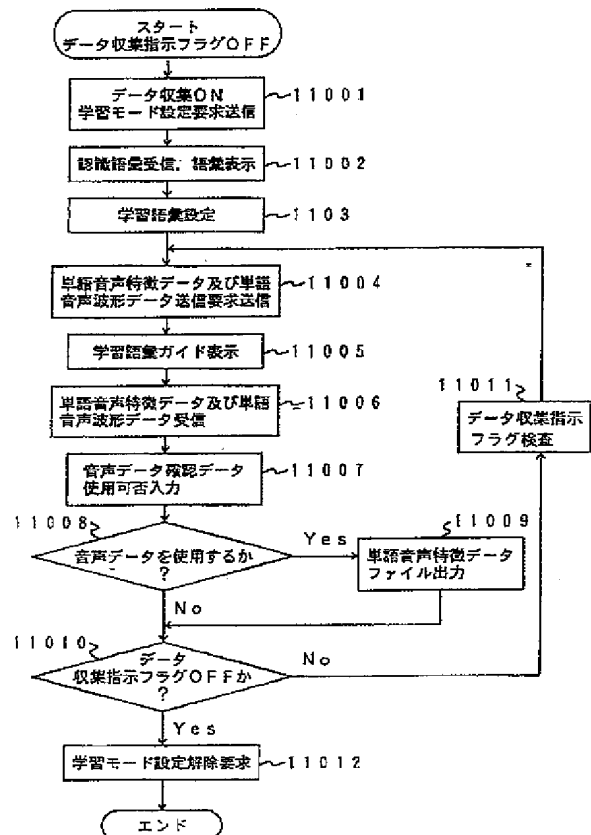 スタート
データ収集指示フラグOFF
データ収集ON
学習モード設定要求送信
11001
認識語彙受信，語彙表示
11002
学習語彙設定
1103
単語音声特徴データ及び単語
音声波形データ送信要求送信
11004
学習語彙ガイド表示
11005
単語音声特徴データ及び単語
音声波形データ受信
11006
11011
データ収集指示
フラグ検査
音声データ確認データ
使用可否入力
11007
11008
音声データを使用するか
?
Yes
11009
単語音声特徴データ
ファイル出力
No
11010
データ
収集指示フラグOFFか
?
No
Yes
学習モード設定解除要求
11012
エンド